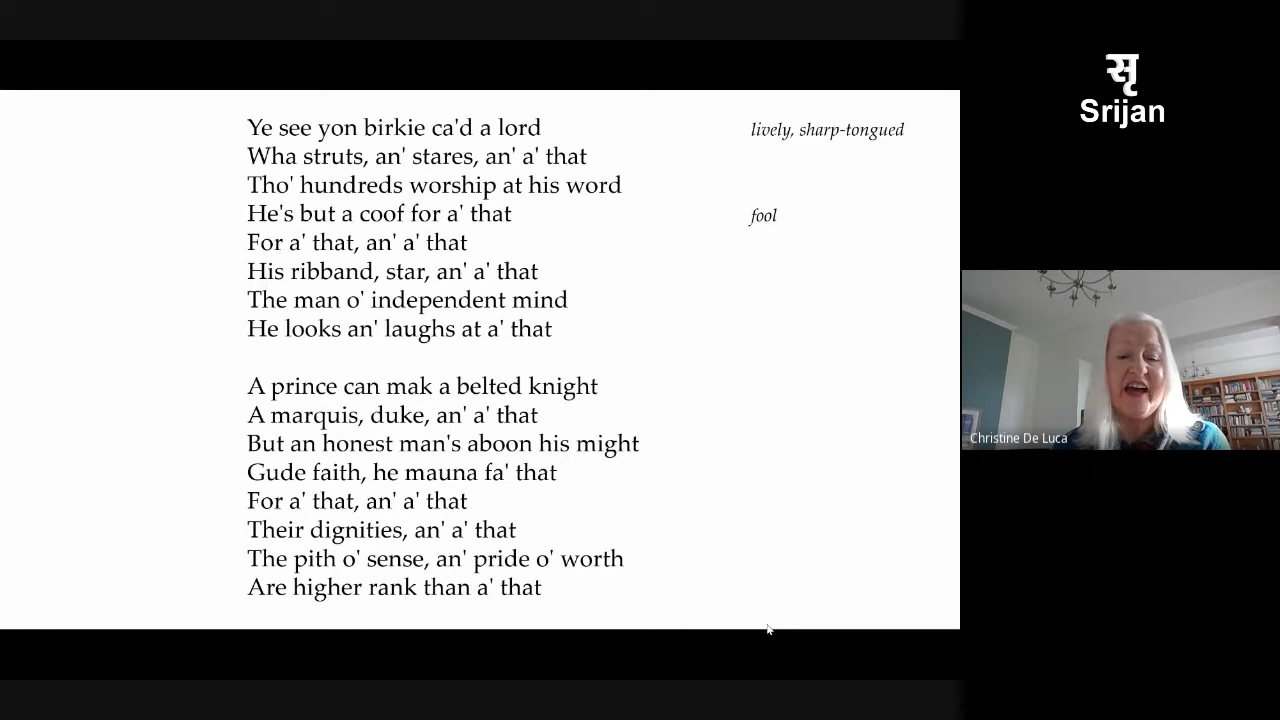 Ye see yon birkie ca'd a lord
lively, sharp-tongued
Wha struts, an' stares, an' a' that
Tho' hundreds worship at his word
He's but a coof for a' that
fool
For a' that, an' a' that
His ribband, star, an' a' that
The man o' independent mind
He looks an' laughs at a' that
A prince can mak a belted knight
A marquis, duke, an' a' that
But an honest man's aboon his might
Gude faith, he mauna fa' that
For a' that, an' a' that
Their dignities, an' a' that
The pith o' sense, an' pride o' worth
Are higher rank than a' that
सृ
Srijan
Christine De Luca